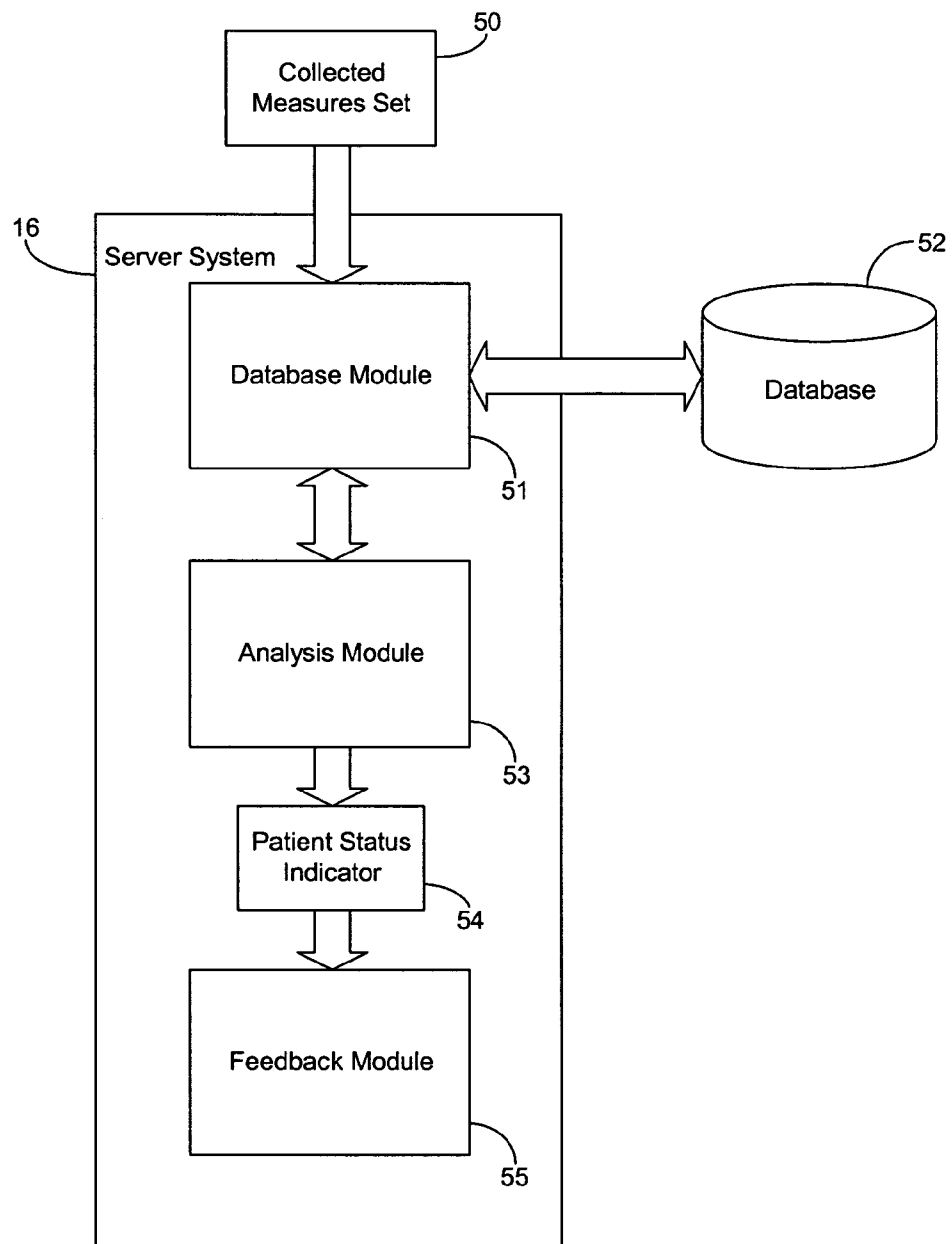 50
Collected
Measures Set
16
Server System
52
Database Module
Database
51
Analysis Module
53
Patient Status
Indicator
54
Feedback Module
55